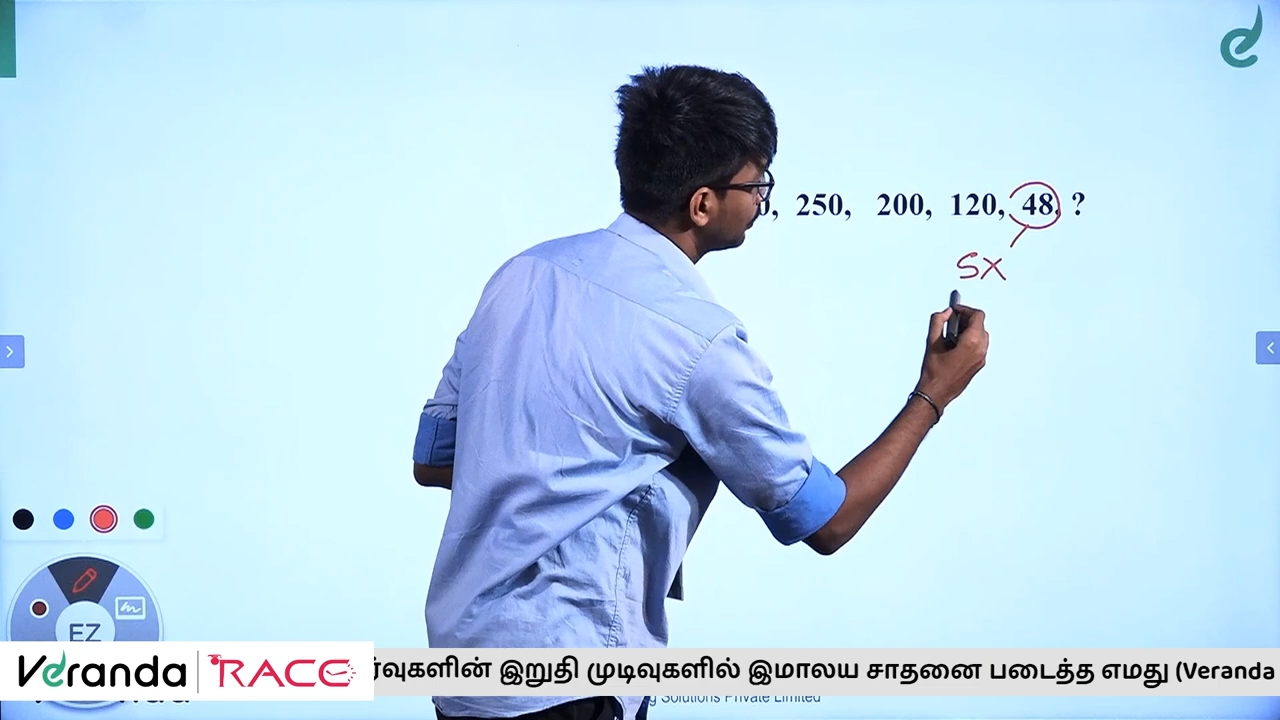 0, 250, 200, 120, 48, ?
5x
EZ
Veranda RACE
ர்வுகளின் இறுதி முடிவுகளில் இமாலய சாதனை படைத்த எமது (Veranda
g Solutions Private Limited